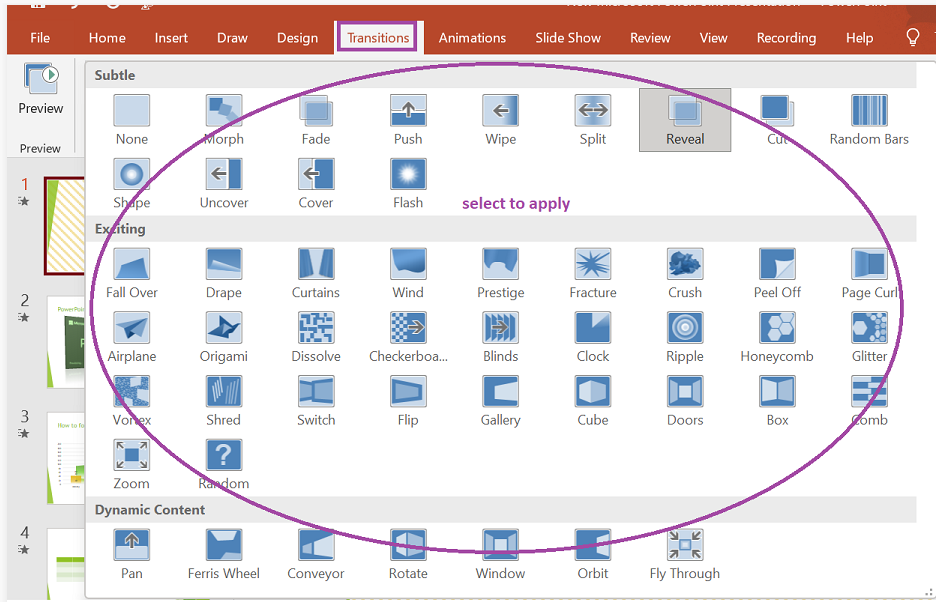 File Home Insert Draw Design Transitions Animations Slide Show Review View Recording Help
Subtle
Preview
None Morph Fade Push Wipe Split Reveal Cut Random Bars
Preview
1
Shape Uncover Cover Flash
select to apply
Exciting
Fall Over Drape Curtains Wind Prestige Fracture Crush Peel Off Page Curl
2
Airplane Origami Dissolve Checkerboa... Blinds Clock Ripple Honeycomb Glitter
Vortex Shred Switch Flip Gallery Cube Doors Box Comb
3
Zoom Random
Dynamic Content
4
Pan Ferris Wheel Conveyor Rotate Window Orbit Fly Through